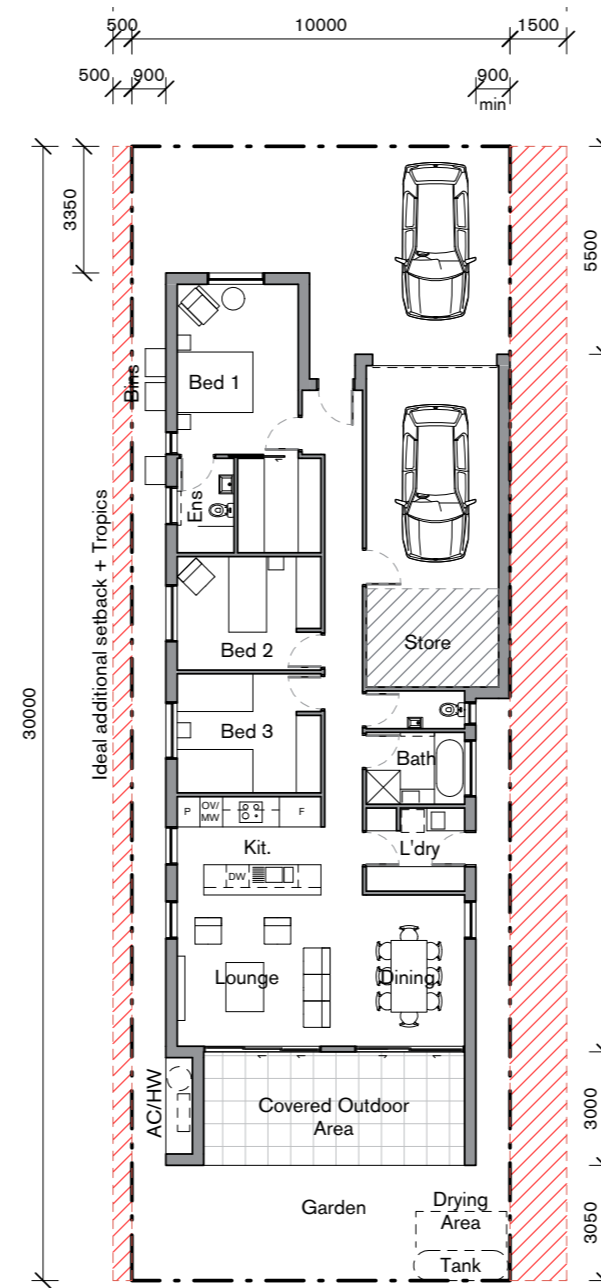 500
10000
1500
500
900
900
min
3350
5500
30000
Bins
Bed 1
Ens
Ideal additional setback + Tropics
Bed 2
Store
Bed 3
Bath
P
OV/
MW
F
Kit.
L'dry
DW
Lounge
Dining
AC/HW
Covered Outdoor
Area
3000
Garden
Drying
Area
3050
Tank